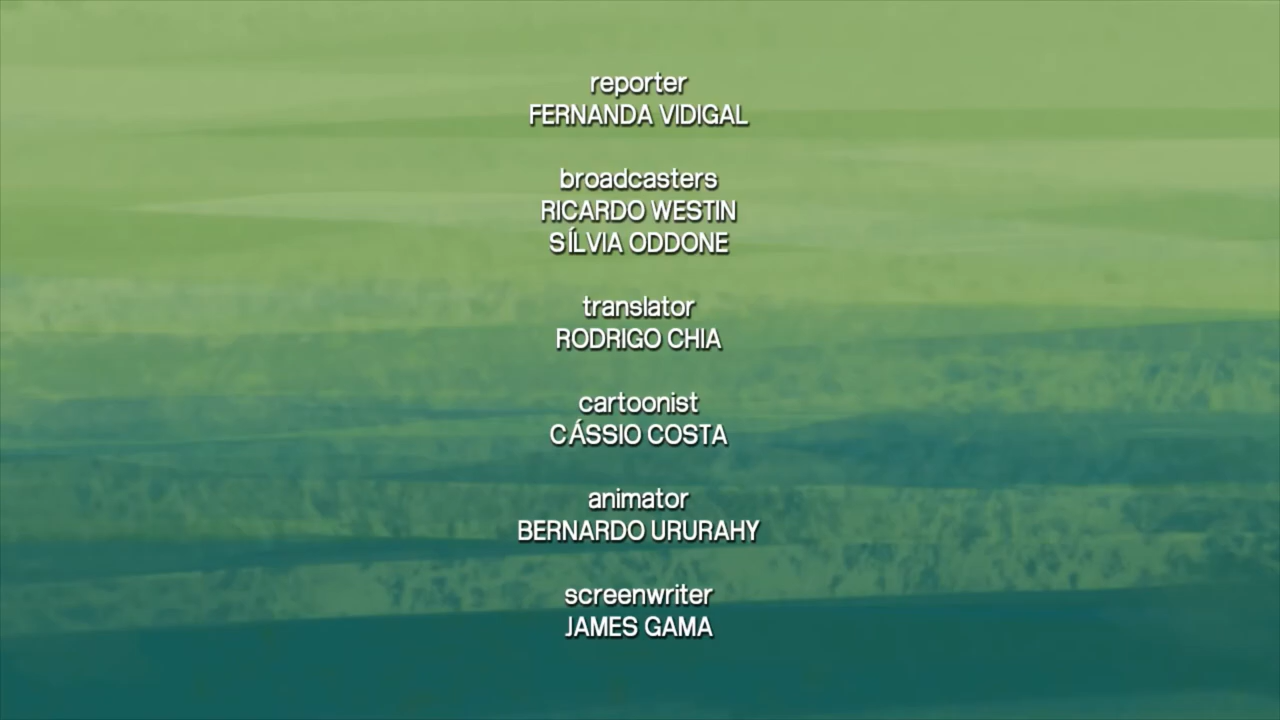 reporter
FERNANDA VIDIGAL
broadcasters
RICARDO WESTIN
SÍLVIA ODDONE
translator
RODRIGO CHIA
cartoonist
CÁSSIO COSTA
animator
BERNARDO URURAHY
screenwriter
JAMES GAMA